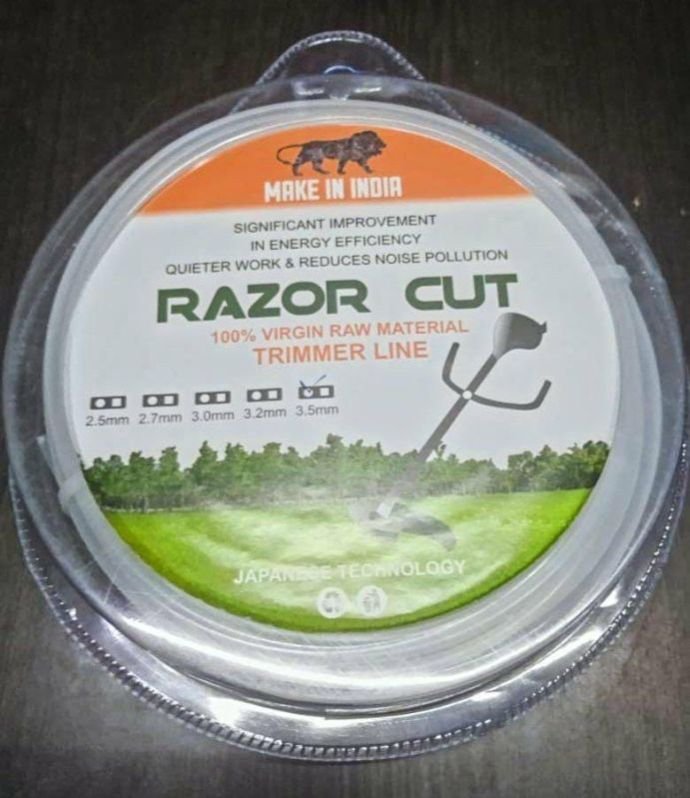 MAKE IN INDIA
SIGNIFICANT IMPROVEMENT
IN ENERGY EFFICIENCY
QUIETER WORK & REDUCES NOISE POLLUTION
RAZOR CUT
100% VIRGIN RAW MATERIAL
TRIMMER LINE
2.5mm 2.7mm 3.0mm 3.2mm 3.5mm
JAPANESE TECHNOLOGY